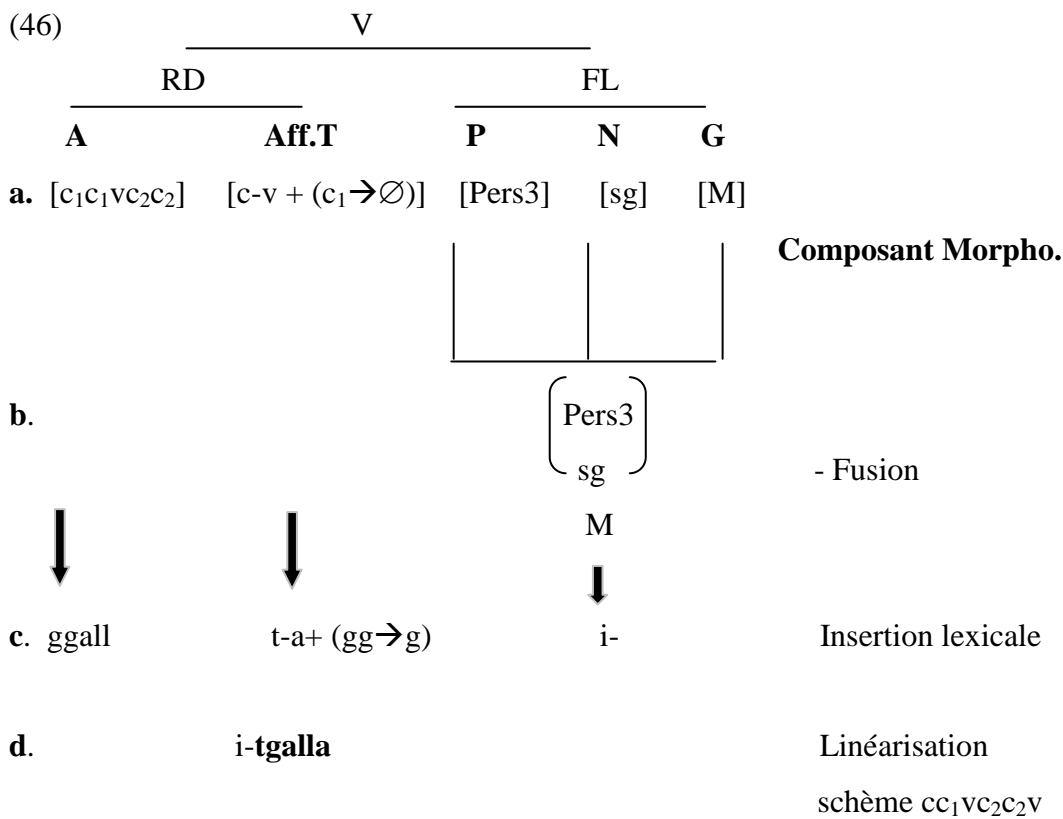 (46) V
RD FL
A Aff.T P N G
a. [c₁c₁vc₂c₂] [c-v + (c₁→∅)] [Pers3] [sg] [M]
Composant Morpho.
b. Pers3
sg - Fusion
M
c. ggall t-a+ (gg→g) i- Insertion lexicale
d. i-tgalla Linéarisation
schème cc₁vc₂c₂v